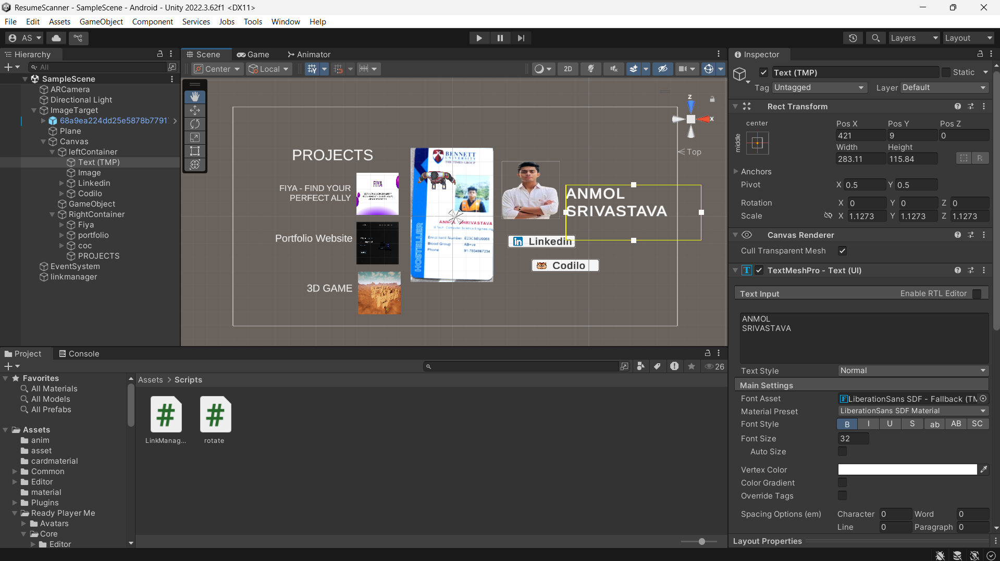 ResumeScanner - SampleScene - Android - Unity 2022.3.62f1 <DX11>
File Edit Assets GameObject Component Services Jobs Tools Window Help
AS
Layers Layout
Hierarchy
All
SampleScene
ARCamera
Directional Light
ImageTarget
68a9ea224dd25e5878b7791
Plane
Canvas
leftContainer
Text (TMP)
Image
Linkedin
Codilo
GameObject
RightContainer
Fiya
portfolio
coc
PROJECTS
EventSystem
linkmanager
Scene Game Animator
Center Local 2D
z
x
Top
PROJECTS
FIYA - FIND YOUR
PERFECT ALLY
FIYA
Portfolio Website
3D GAME
BENNETT
UNIVERSITY
THE TIMES GROUP
HOSTELLER
SHRIVASTAVA
B.Tech Computer Science Engineering
Enrolment Number E23CSEU0068
Blood Group AB+ve
Phone 91-7834867234
ANMOL
SRIVASTAVA
in Linkedin
Codilo
Inspector
Text (TMP) Static
Tag Untagged Layer Default
Rect Transform
center
middle
Pos X Pos Y Pos Z
421 9 0
Width Height
283.11 115.84
R
Anchors
Pivot X 0.5 Y 0.5
Rotation X 0 Y 0 Z 0
Scale X 1.1273 Y 1.1273 Z 1.1273
Canvas Renderer
Cull Transparent Mesh
T TextMeshPro - Text (UI)
Text Input Enable RTL Editor
ANMOL
SRIVASTAVA
Text Style Normal
Main Settings
Font Asset F LiberationSans SDF - Fallback (TM
Material Preset LiberationSans SDF Material
Font Style B I U S ab AB SC
Font Size 32
Auto Size
Vertex Color
Color Gradient
Override Tags
Spacing Options (em) Character 0 Word 0
Line 0 Paragraph 0
Layout Properties
Project Console
26
Favorites
All Materials
All Models
All Prefabs
Assets
anim
asset
cardmaterial
Common
Editor
material
Plugins
Ready Player Me
Avatars
Core
Editor
Assets > Scripts
LinkManag...
rotate